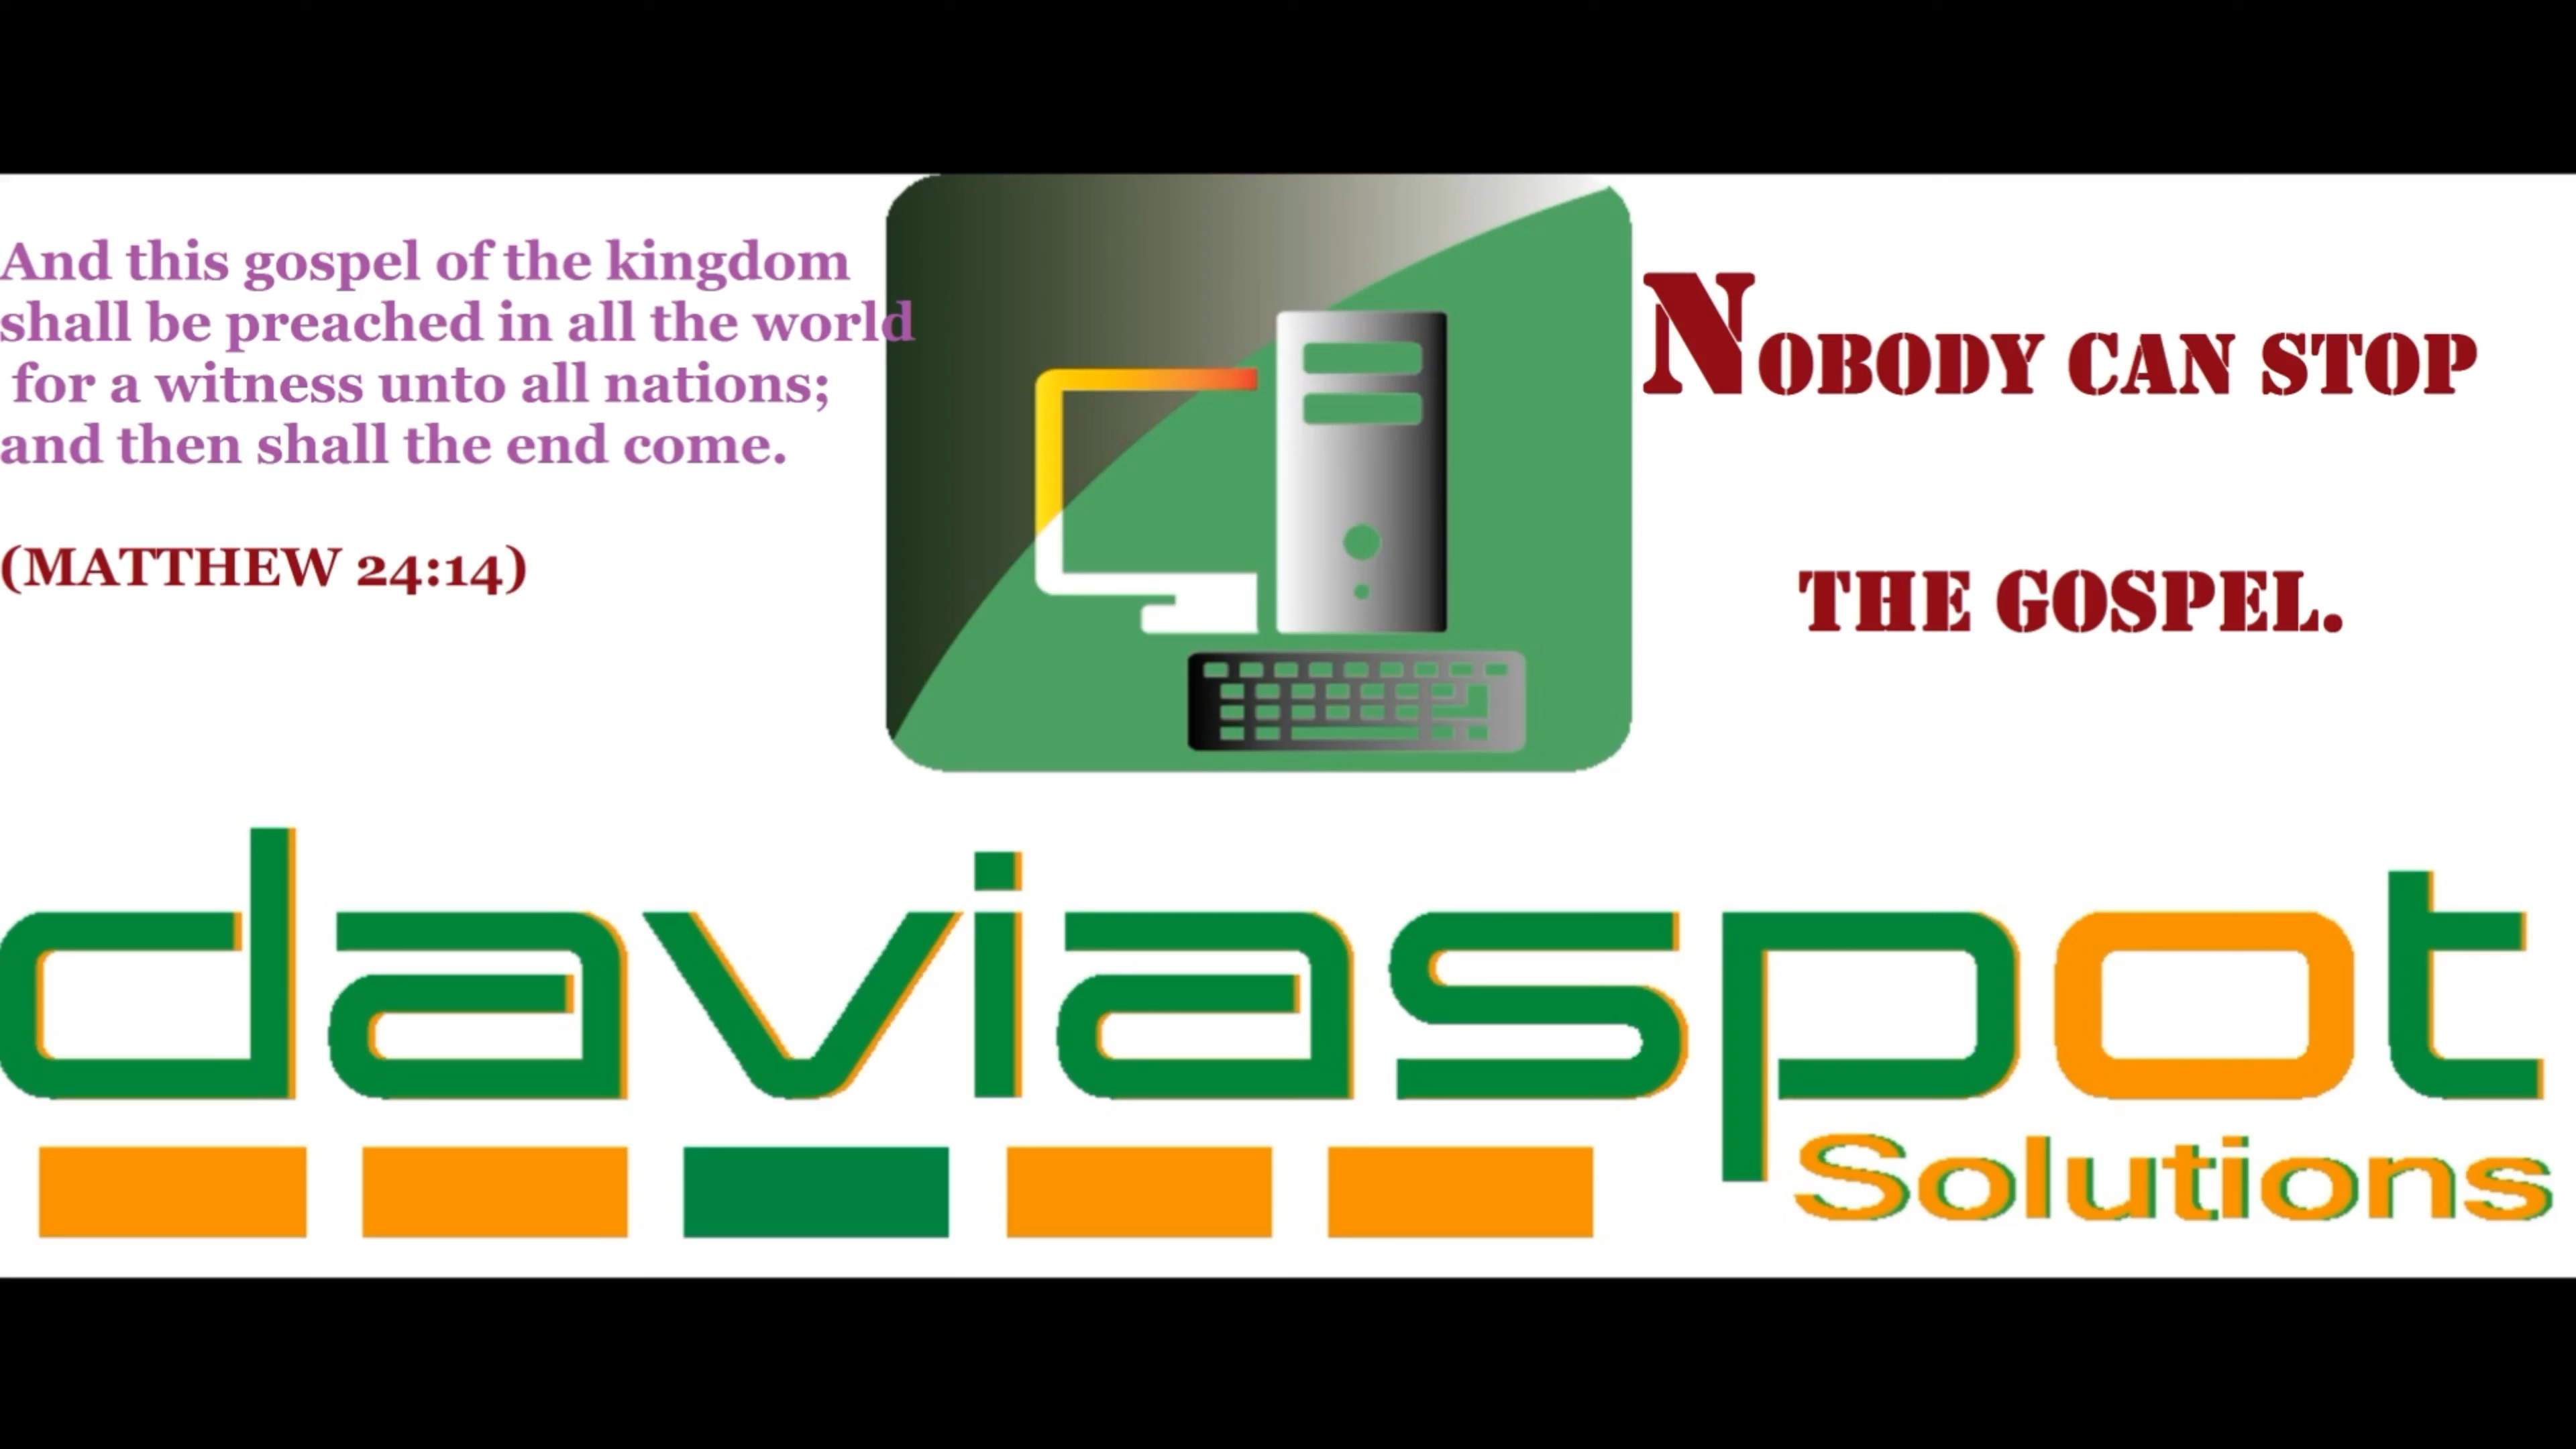 And this gospel of the kingdom
shall be preached in all the world
for a witness unto all nations;
and then shall the end come.
(MATTHEW 24:14)
NOBODY CAN STOP
THE GOSPEL.
daviaspot
Solutions